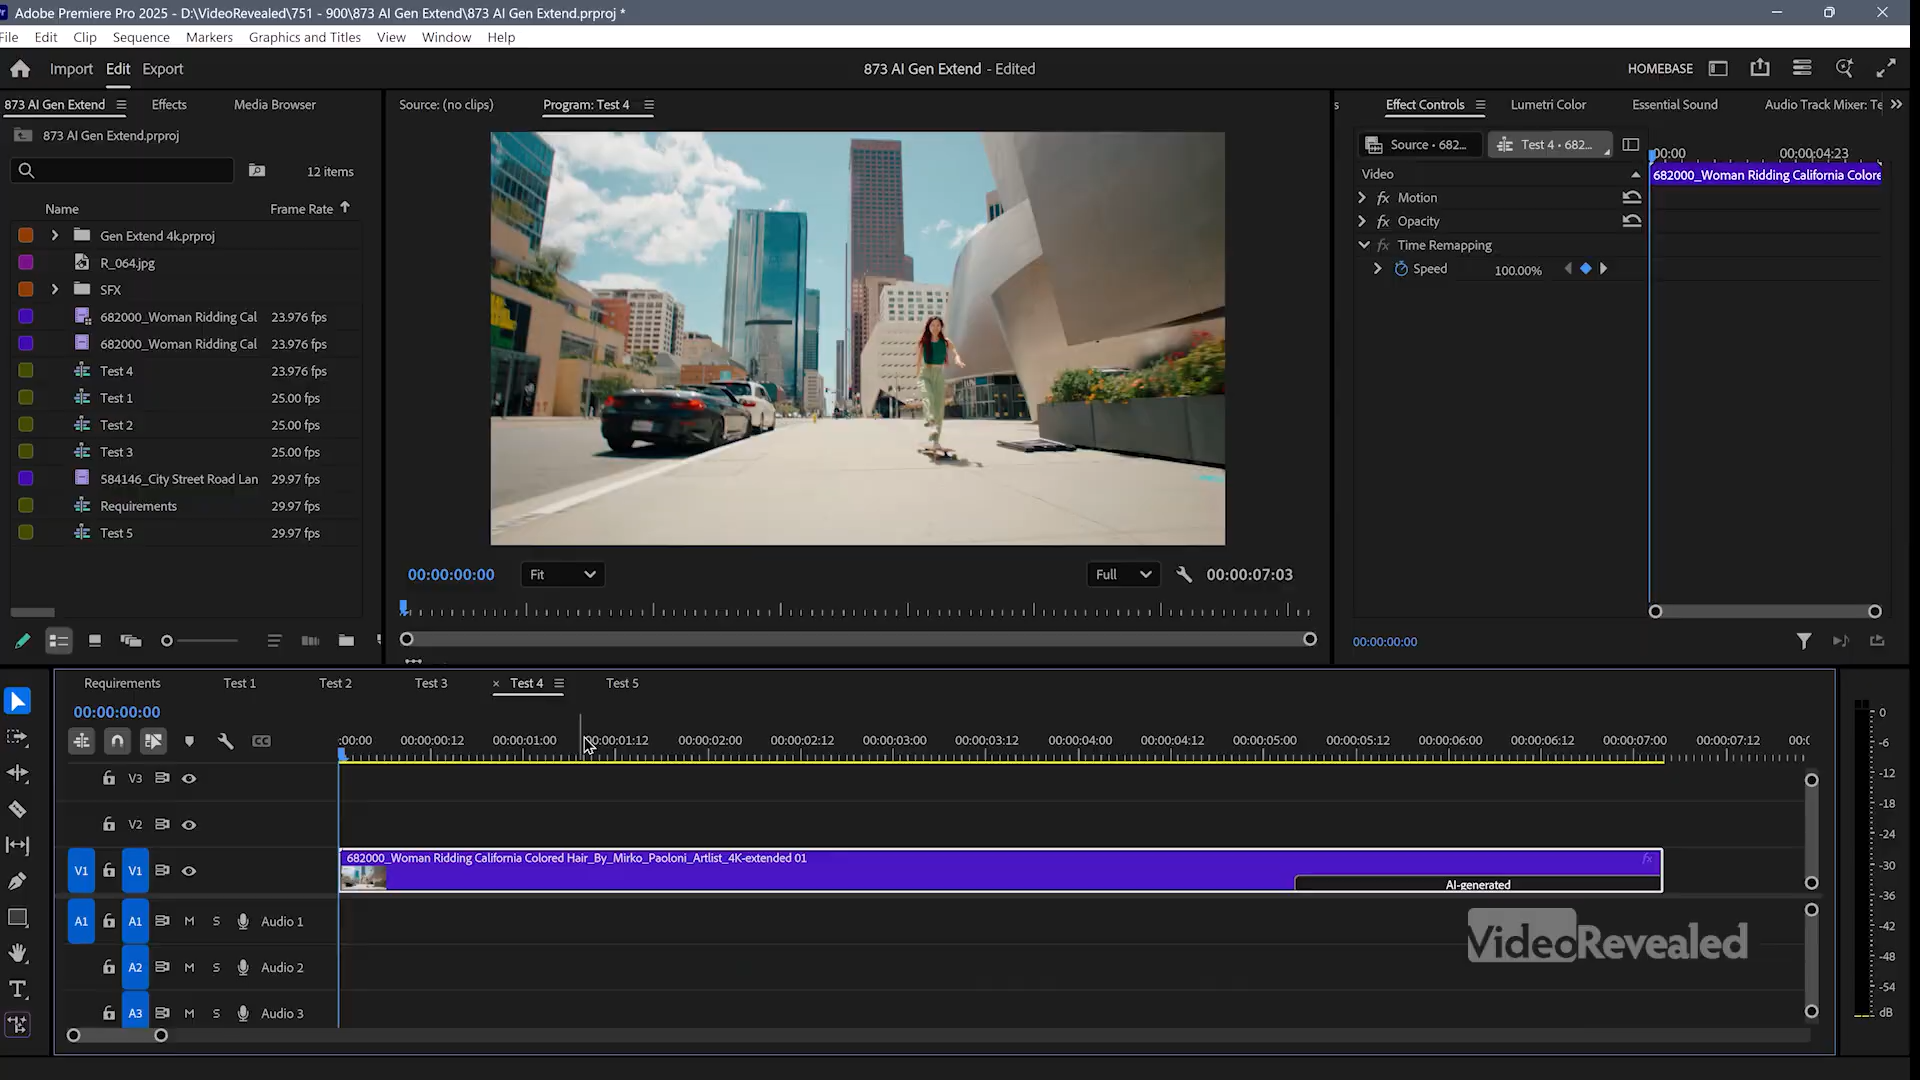 Adobe Premiere Pro 2025 - D:\VideoRevealed\751 - 900\873 AI Gen Extend\873 AI Gen Extend.prproj *
File Edit Clip Sequence Markers Graphics and Titles View Window Help
Import Edit Export
873 AI Gen Extend - Edited
HOMEBASE
873 AI Gen Extend
Effects
Media Browser
873 AI Gen Extend.prproj
12 items
Name
Frame Rate
Gen Extend 4k.prproj
R_064.jpg
SFX
682000_Woman Ridding Cal 23.976 fps
682000_Woman Ridding Cal 23.976 fps
Test 4 23.976 fps
Test 1 25.00 fps
Test 2 25.00 fps
Test 3 25.00 fps
584146_City Street Road Lan 29.97 fps
Requirements 29.97 fps
Test 5 29.97 fps
Source: (no clips)
Program: Test 4
00:00:00:00
Fit
Full
00:00:07:03
Effect Controls
Lumetri Color
Essential Sound
Audio Track Mixer: Te
Source • 682...
Test 4 • 682...
:00:00
00:00:04:23
Video
682000_Woman Ridding California Colore
fx Motion
fx Opacity
fx Time Remapping
Speed 100.00%
00:00:00:00
Requirements
Test 1
Test 2
Test 3
× Test 4
Test 5
00:00:00:00
CC
:00:00 00:00:00:12 00:00:01:00 00:00:01:12 00:00:02:00 00:00:02:12 00:00:03:00 00:00:03:12 00:00:04:00 00:00:04:12 00:00:05:00 00:00:05:12 00:00:06:00 00:00:06:12 00:00:07:00 00:00:07:12 00:0
V3
V2
V1 V1
682000_Woman Ridding California Colored Hair_By_Mirko_Paoloni_Artlist_4K-extended 01
fx
AI-generated
A1 A1 M S Audio 1
A2 M S Audio 2
A3 M S Audio 3
VideoRevealed
0
-6
-12
-18
-24
-30
-36
-42
-48
-54
dB